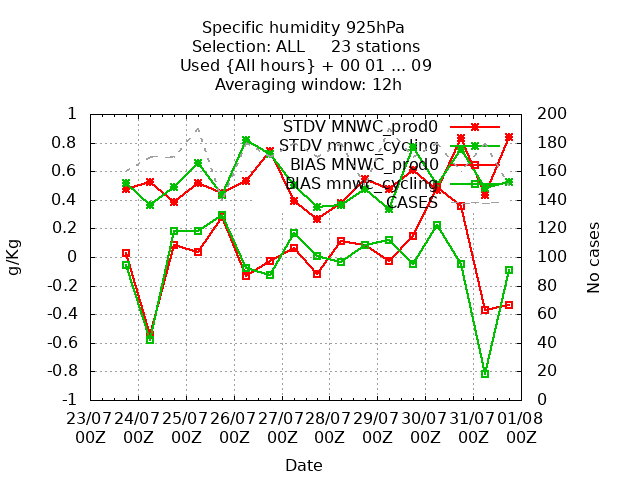 Specific humidity 925hPa
Selection: ALL 23 stations
Used {All hours} + 00 01 ... 09
Averaging window: 12h
STDV MNWC_prod0
STDV mnwc_cycling
BIAS MNWC_prod0
BIAS mnwc_cycling
CASES
1
0.8
0.6
0.4
0.2
0
-0.2
-0.4
-0.6
-0.8
-1
g/Kg
200
180
160
140
120
100
80
60
40
20
0
No cases
23/07 24/07 25/07 26/07 27/07 28/07 29/07 30/07 31/07 01/08
00Z 00Z 00Z 00Z 00Z 00Z 00Z 00Z 00Z 00Z
Date